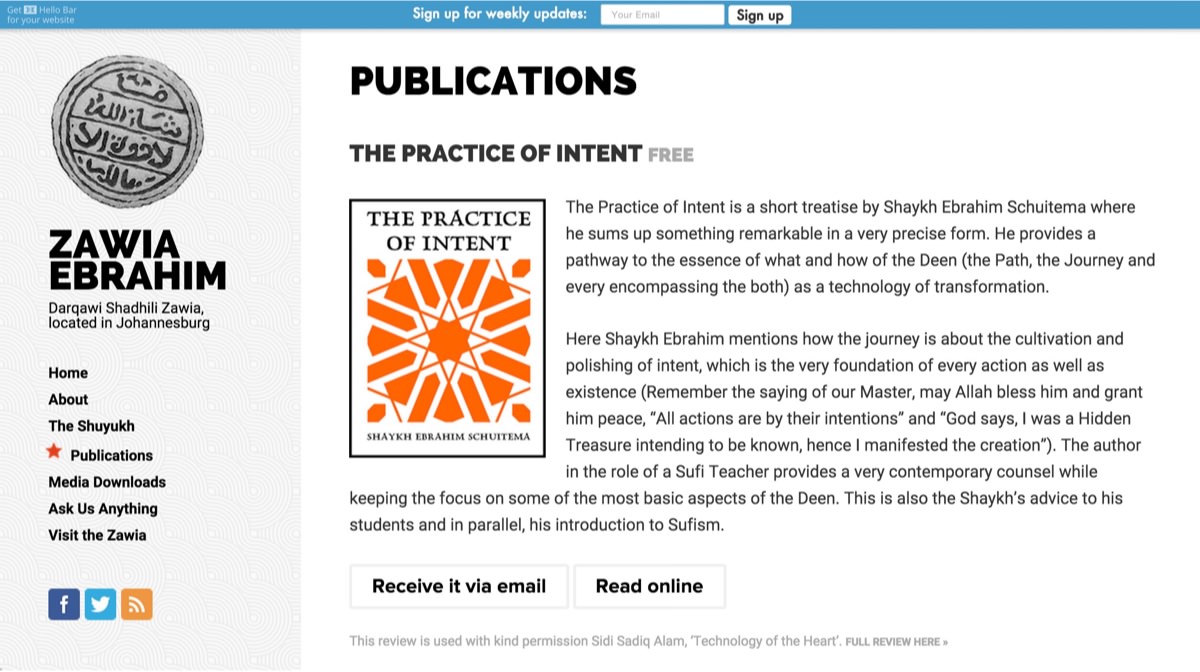 Get Hello Bar
for your website
Sign up for weekly updates:
Your Email
Sign up
ما شاء الله
لا قوة إلا
بالله
ZAWIA
EBRAHIM
Darqawi Shadhili Zawia,
located in Johannesburg
Home
About
The Shuyukh
Publications
Media Downloads
Ask Us Anything
Visit the Zawia
PUBLICATIONS
THE PRACTICE OF INTENT FREE
THE PRACTICE
OF INTENT
SHAYKH EBRAHIM SCHUITEMA
The Practice of Intent is a short treatise by Shaykh Ebrahim Schuitema where
he sums up something remarkable in a very precise form. He provides a
pathway to the essence of what and how of the Deen (the Path, the Journey and
every encompassing the both) as a technology of transformation.
Here Shaykh Ebrahim mentions how the journey is about the cultivation and
polishing of intent, which is the very foundation of every action as well as
existence (Remember the saying of our Master, may Allah bless him and grant
him peace, “All actions are by their intentions” and “God says, I was a Hidden
Treasure intending to be known, hence I manifested the creation”). The author
in the role of a Sufi Teacher provides a very contemporary counsel while
keeping the focus on some of the most basic aspects of the Deen. This is also the Shaykh’s advice to his
students and in parallel, his introduction to Sufism.
Receive it via email
Read online
This review is used with kind permission Sidi Sadiq Alam, ‘Technology of the Heart’. FULL REVIEW HERE »